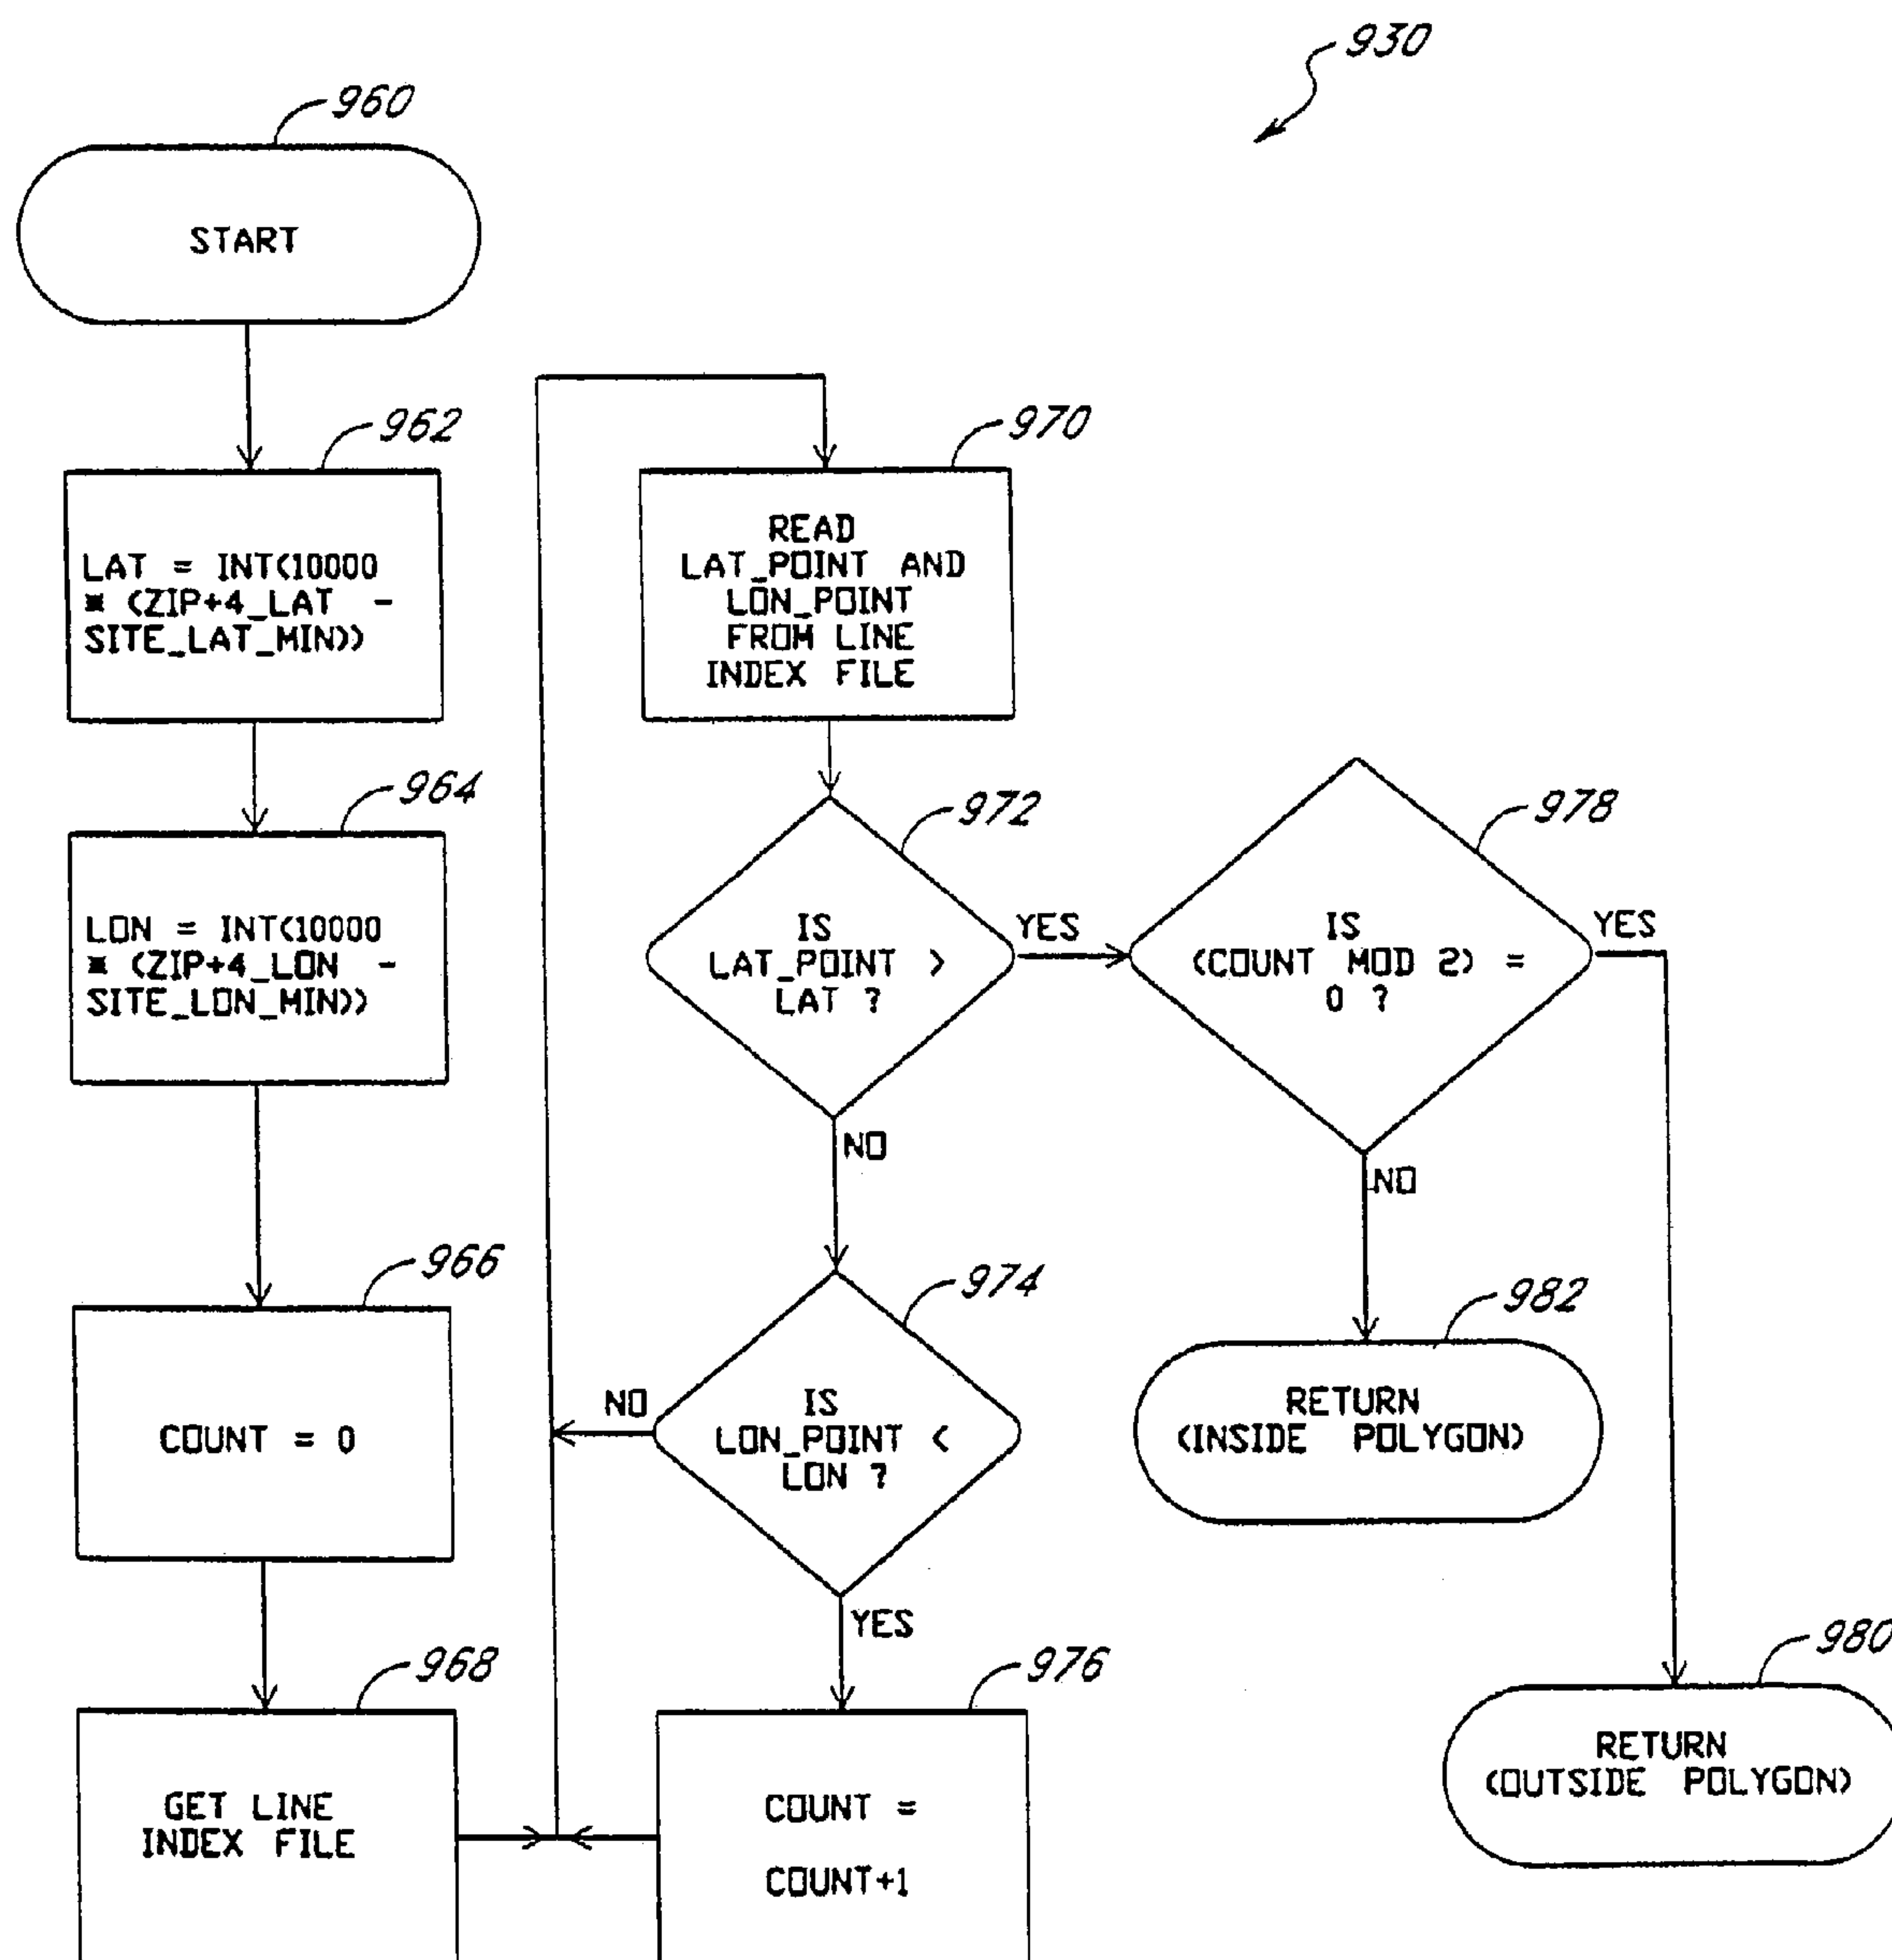 930
960
START
962
LAT = INT(10000
* (ZIP+4_LAT -
SITE_LAT_MIN))
964
LON = INT(10000
* (ZIP+4_LON -
SITE_LON_MIN))
966
COUNT = 0
968
GET LINE
INDEX FILE
970
READ
LAT_POINT AND
LON_POINT
FROM LINE
INDEX FILE
972
IS
LAT_POINT >
LAT ?
YES
NO
974
IS
LON_POINT <
LON ?
NO
YES
976
COUNT =
COUNT+1
978
IS
(COUNT MOD 2) =
0 ?
YES
NO
982
RETURN
(INSIDE POLYGON)
980
RETURN
(OUTSIDE POLYGON)